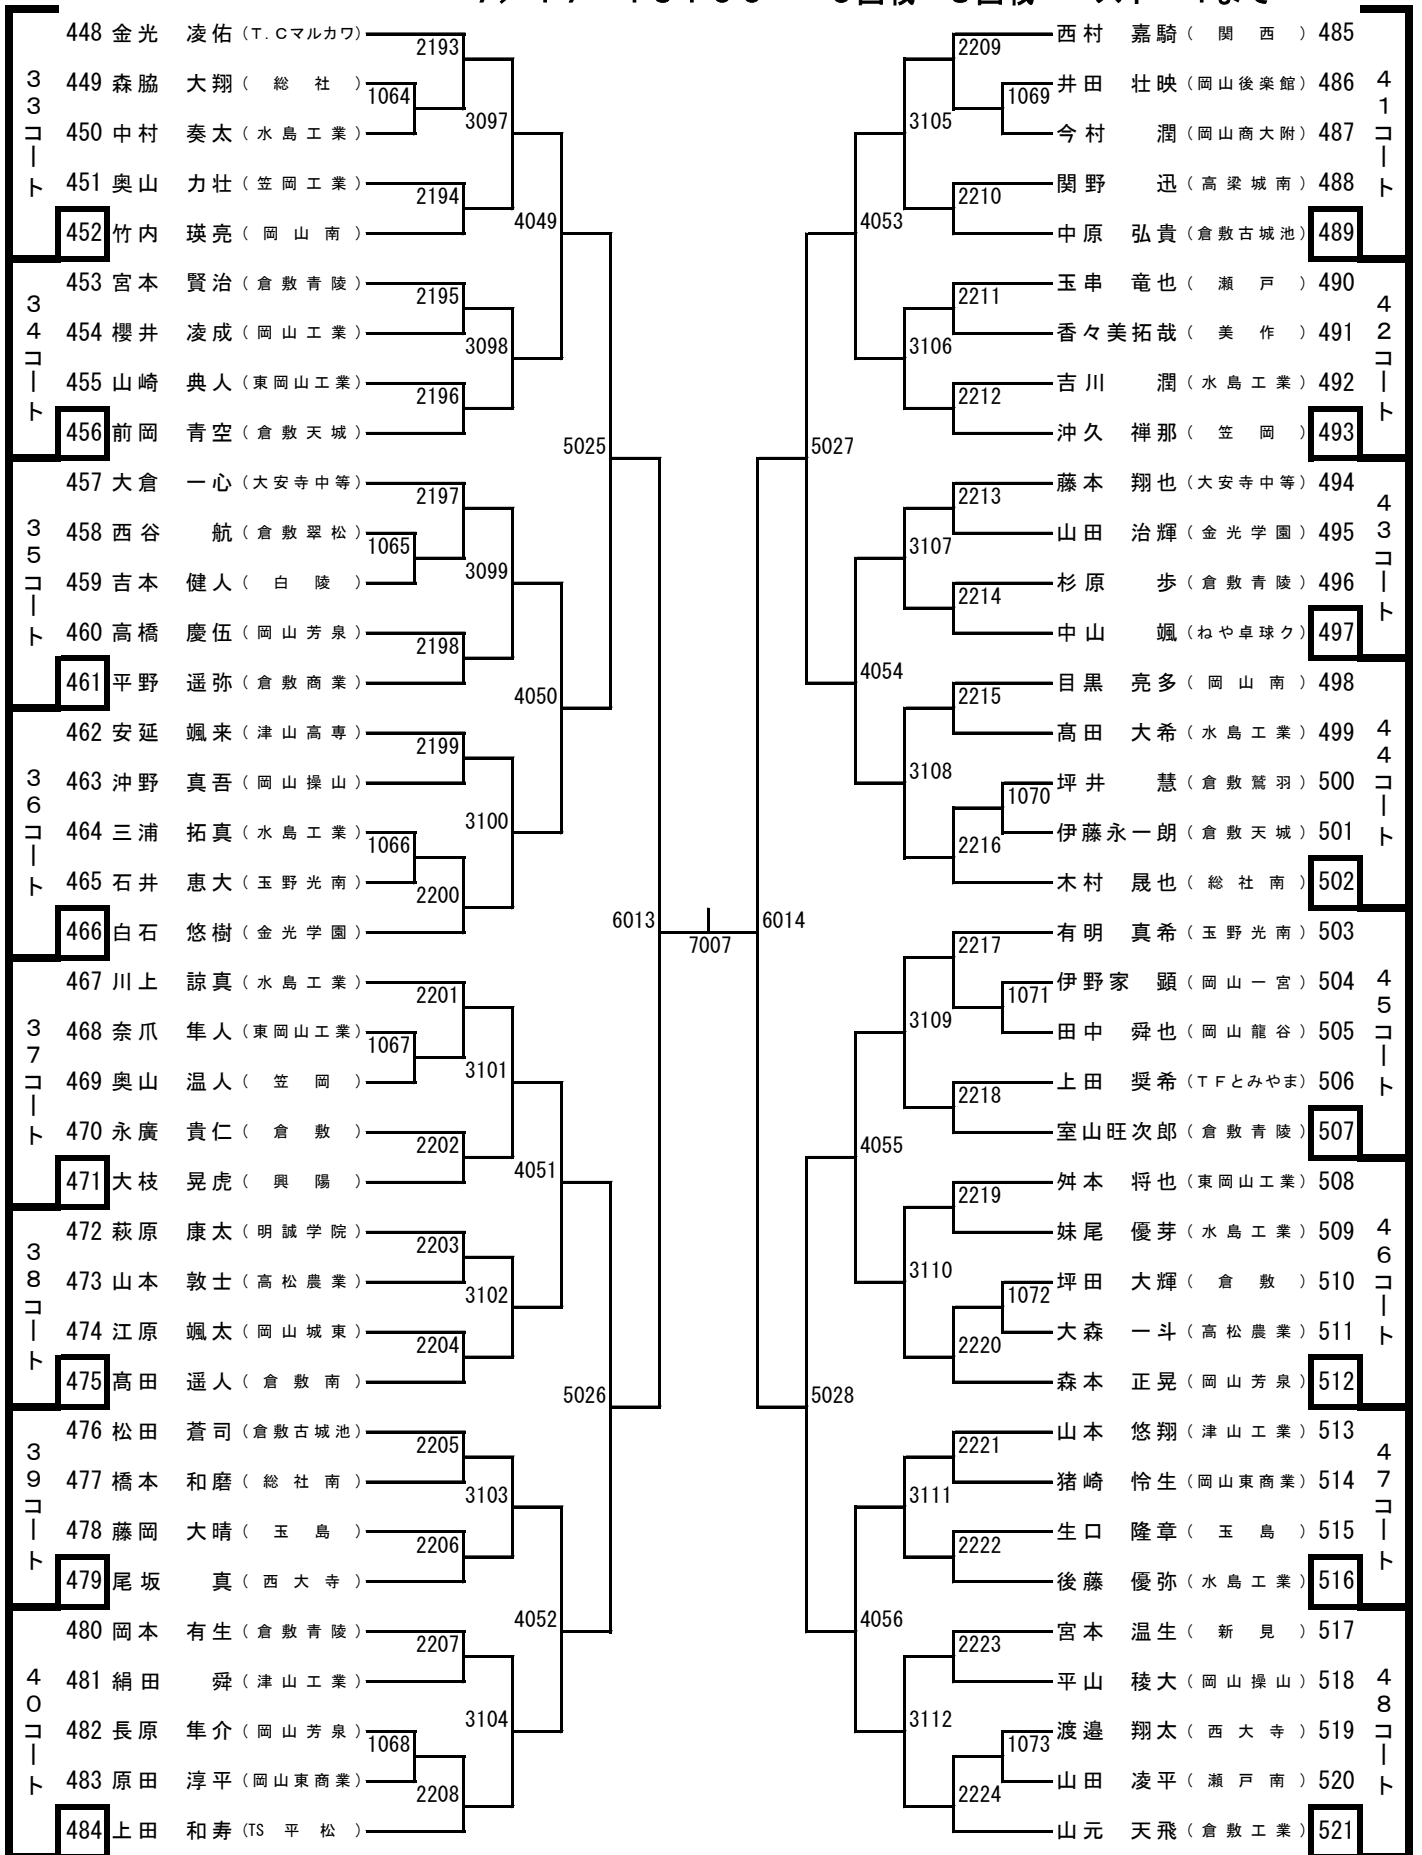 448 金光 凌佑 (T.Cマルカワ)
449 森脇 大翔 (総社)
450 中村 奏太 (水島工業)
451 奥山 力壮 (笠岡工業)
452 竹内 瑛亮 (岡山南)
33コート
2193
1064
3097
2194
4049
453 宮本 賢治 (倉敷青陵)
454 櫻井 凌成 (岡山工業)
455 山崎 典人 (東岡山工業)
456 前岡 青空 (倉敷天城)
34コート
2195
3098
2196
5025
457 大倉 一心 (大安寺中等)
458 西谷 航 (倉敷翠松)
459 吉本 健人 (白陵)
460 高橋 慶伍 (岡山芳泉)
461 平野 遥弥 (倉敷商業)
35コート
2197
1065
3099
2198
4050
462 安延 颯来 (津山高専)
463 沖野 真吾 (岡山操山)
464 三浦 拓真 (水島工業)
465 石井 恵大 (玉野光南)
466 白石 悠樹 (金光学園)
36コート
2199
3100
1066
2200
6013
7007
467 川上 諒真 (水島工業)
468 奈爪 隼人 (東岡山工業)
469 奥山 温人 (笠岡)
470 永廣 貴仁 (倉敷)
471 大枝 晃虎 (興陽)
37コート
2201
1067
3101
2202
4051
472 萩原 康太 (明誠学院)
473 山本 敦士 (高松農業)
474 江原 颯太 (岡山城東)
475 髙田 遥人 (倉敷南)
38コート
2203
3102
2204
5026
476 松田 蒼司 (倉敷古城池)
477 橋本 和磨 (総社南)
478 藤岡 大晴 (玉島)
479 尾坂 真 (西大寺)
39コート
2205
3103
2206
4052
480 岡本 有生 (倉敷青陵)
481 絹田 舜 (津山工業)
482 長原 隼介 (岡山芳泉)
483 原田 淳平 (岡山東商業)
484 上田 和寿 (TS 平松)
40コート
2207
3104
1068
2208
西村 嘉騎 (関西) 485
井田 壮映 (岡山後楽館) 486
今村 潤 (岡山商大附) 487
関野 迅 (高梁城南) 488
中原 弘貴 (倉敷古城池) 489
41コート
2209
1069
3105
2210
4053
玉串 竜也 (瀬戸) 490
香々美拓哉 (美作) 491
吉川 潤 (水島工業) 492
沖久 禅那 (笠岡) 493
42コート
2211
3106
2212
5027
藤本 翔也 (大安寺中等) 494
山田 治輝 (金光学園) 495
杉原 歩 (倉敷青陵) 496
中山 颯 (ねや卓球ク) 497
43コート
2213
3107
2214
4054
目黒 亮多 (岡山南) 498
髙田 大希 (水島工業) 499
坪井 慧 (倉敷鷲羽) 500
伊藤永一朗 (倉敷天城) 501
木村 晟也 (総社南) 502
44コート
2215
3108
1070
2216
6014
有明 真希 (玉野光南) 503
伊野家 顕 (岡山一宮) 504
田中 舜也 (岡山龍谷) 505
上田 奨希 (TFとみやま) 506
室山旺次郎 (倉敷青陵) 507
45コート
2217
1071
3109
2218
4055
舛本 将也 (東岡山工業) 508
妹尾 優芽 (水島工業) 509
坪田 大輝 (倉敷) 510
大森 一斗 (高松農業) 511
森本 正晃 (岡山芳泉) 512
46コート
2219
3110
1072
2220
5028
山本 悠翔 (津山工業) 513
猪崎 怜生 (岡山東商業) 514
生口 隆章 (玉島) 515
後藤 優弥 (水島工業) 516
47コート
2221
3111
2222
4056
宮本 温生 (新見) 517
平山 稜大 (岡山操山) 518
渡邉 翔太 (西大寺) 519
山田 凌平 (瀬戸南) 520
山元 天飛 (倉敷工業) 521
48コート
2223
3112
1073
2224